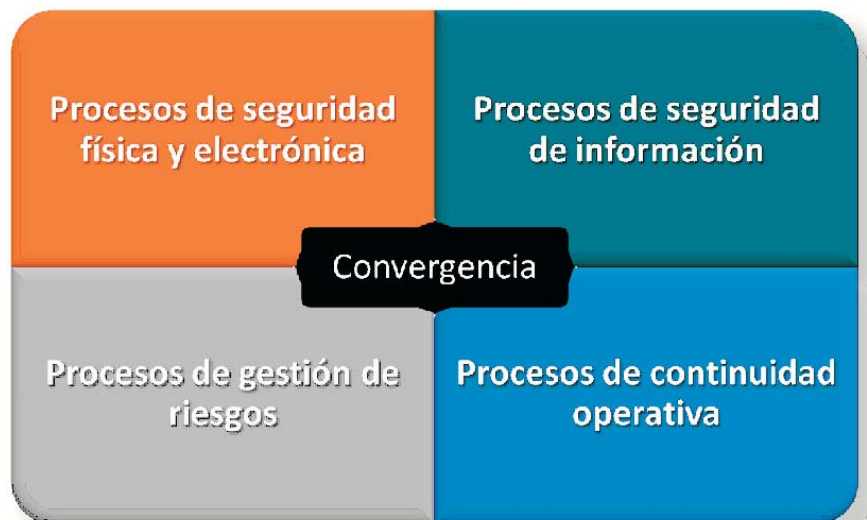 Procesos de seguridad
física y electrónica
Procesos de seguridad
de información
Convergencia
Procesos de gestión de
riesgos
Procesos de continuidad
operativa